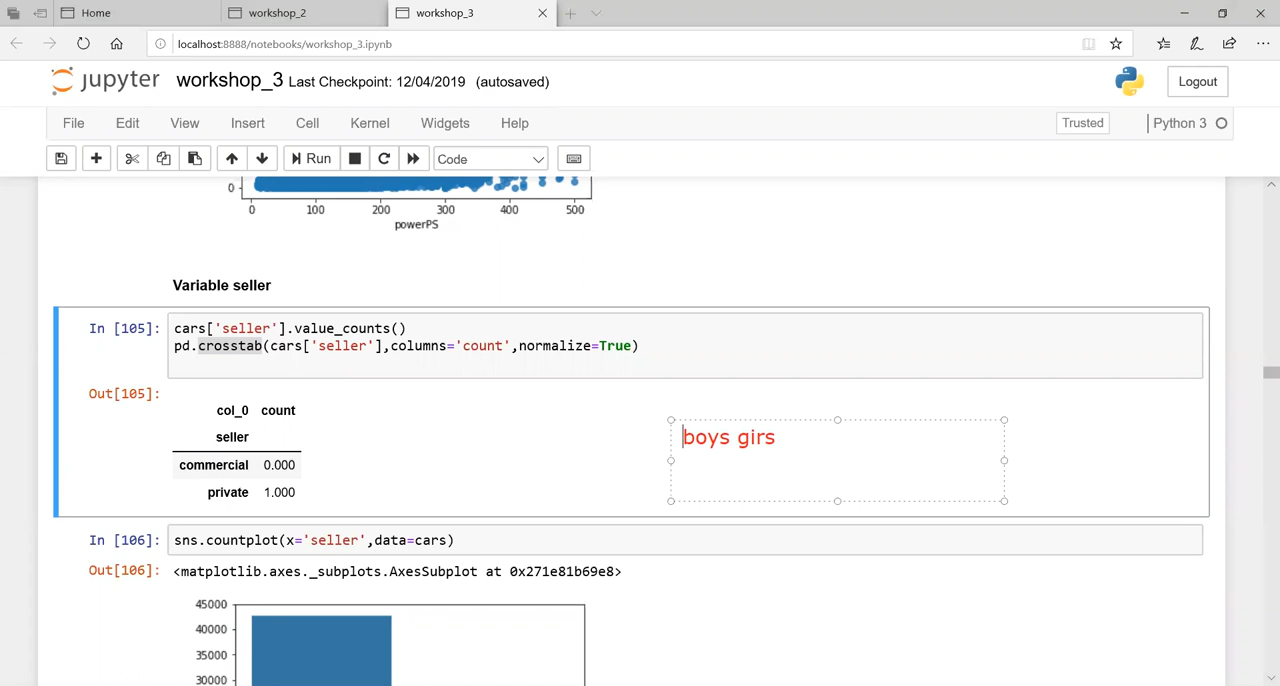 Home
workshop_2
workshop_3
localhost:8888/notebooks/workshop_3.ipynb
jupyter workshop_3 Last Checkpoint: 12/04/2019 (autosaved)
Logout
File Edit View Insert Cell Kernel Widgets Help
Trusted
Python 3
Run
Code
0
0 100 200 300 400 500
powerPS
Variable seller
In [105]:
cars['seller'].value_counts()
pd.crosstab(cars['seller'],columns='count',normalize=True)
Out[105]:
col_0 count
seller
commercial 0.000
private 1.000
boys girs
In [106]: sns.countplot(x='seller',data=cars)
Out[106]: <matplotlib.axes._subplots.AxesSubplot at 0x271e81b69e8>
45000
40000
35000
30000